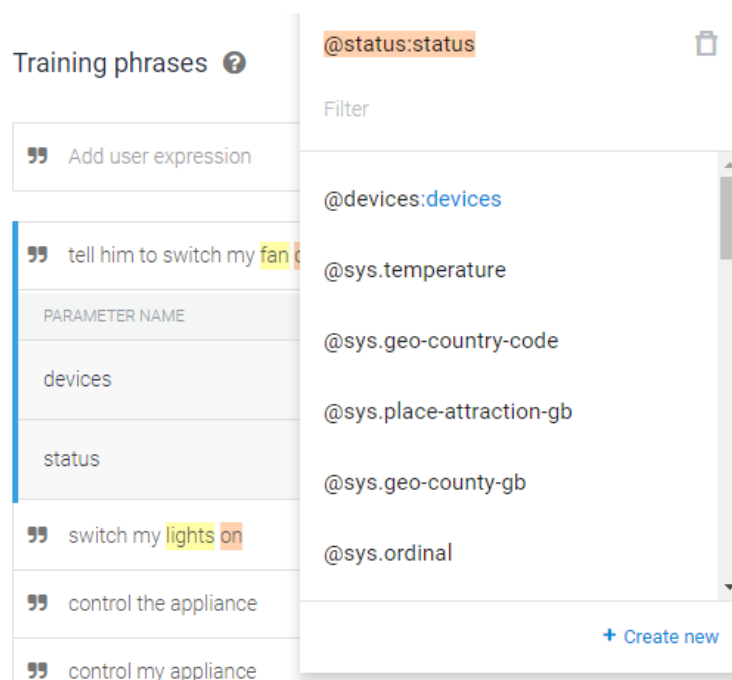 Training phrases ?
Add user expression
tell him to switch my fan
PARAMETER NAME
devices
status
switch my lights on
control the appliance
control my appliance
@status:status
Filter
@devices:devices
@sys.temperature
@sys.geo-country-code
@sys.place-attraction-gb
@sys.geo-county-gb
@sys.ordinal
+ Create new